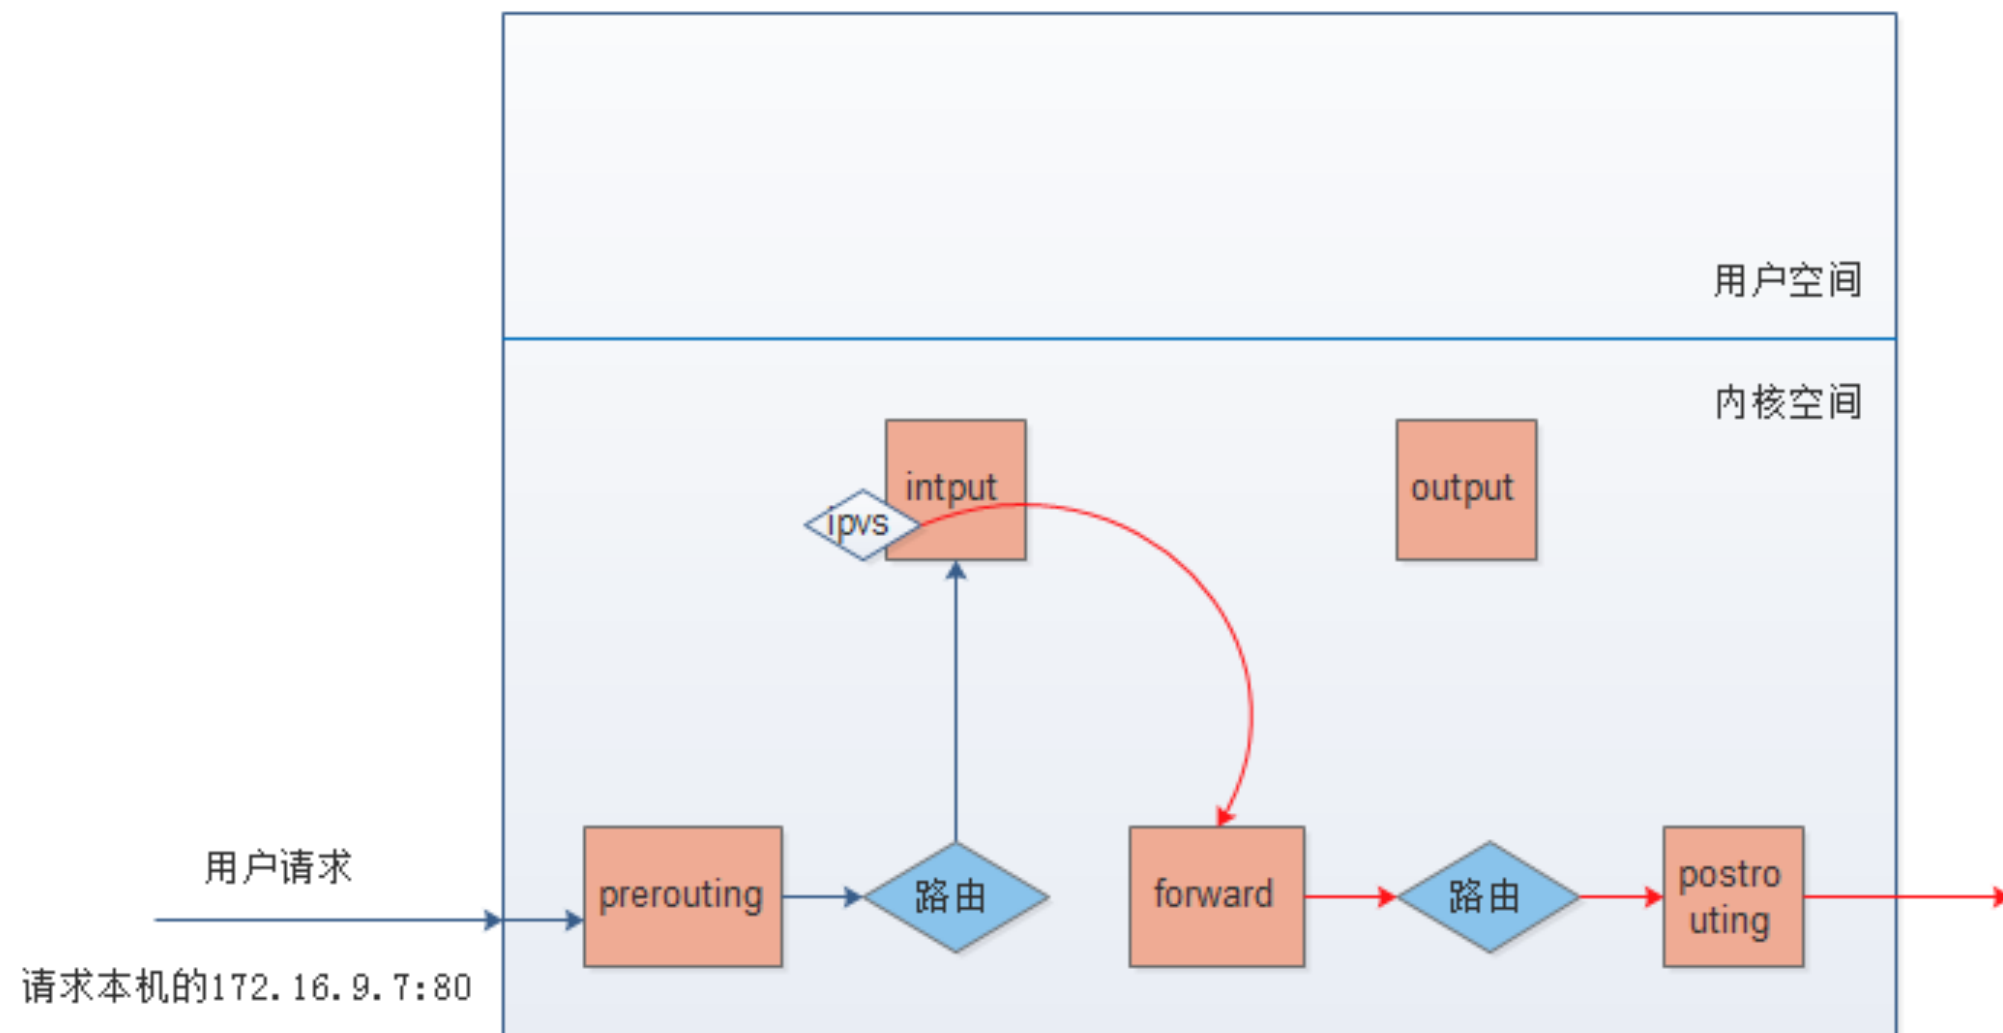 用户空间
内核空间
intput
output
ipvs
用户请求
prerouting
路由
forward
路由
postro
uting
请求本机的172.16.9.7:80